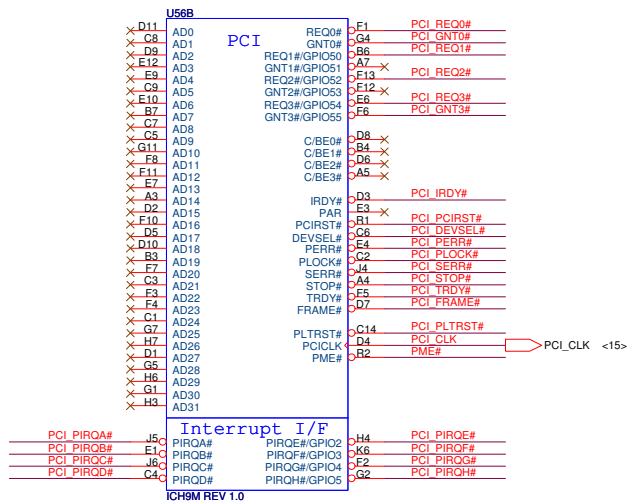 U56B
PCI
D11 AD0 REQ0# F1 PCI_REQ0#
C8 AD1 GNT0# G4 PCI_GNT0#
D9 AD2 REQ1#/GPIO50 B6 PCI_REQ1#
E12 AD3 GNT1#/GPIO51 A7
E9 AD4 REQ2#/GPIO52 F13 PCI_REQ2#
C9 AD5 GNT2#/GPIO53 F12
E10 AD6 REQ3#/GPIO54 E6 PCI_REQ3#
B7 AD7 GNT3#/GPIO55 F6 PCI_GNT3#
C7 AD8
C5 AD9 C/BE0# D8
G11 AD10 C/BE1# B4
F8 AD11 C/BE2# D6
F11 AD12 C/BE3# A5
E7 AD13
A3 AD14 IRDY# D3 PCI_IRDY#
D2 AD15 PAR E3
F10 AD16 PCIRST# R1 PCI_PCIRST#
D5 AD17 DEVSEL# C6 PCI_DEVSEL#
D10 AD18 PERR# E4 PCI_PERR#
B3 AD19 PLOCK# C2 PCI_PLOCK#
F7 AD20 SERR# J4 PCI_SERR#
C3 AD21 STOP# A4 PCI_STOP#
F3 AD22 TRDY# F5 PCI_TRDY#
F4 AD23 FRAME# D7 PCI_FRAME#
C1 AD24
G7 AD25 PLTRST# C14 PCI_PLTRST#
H7 AD26 PCICLK D4 PCI_CLK PCI_CLK <15>
D1 AD27 PME# R2 PME#
G5 AD28
H6 AD29
G1 AD30
H3 AD31
Interrupt I/F
PCI_PIRQA# J5 PIRQA# PIRQE#/GPIO2 H4 PCI_PIRQE#
PCI_PIRQB# E1 PIRQB# PIRQF#/GPIO3 K6 PCI_PIRQF#
PCI_PIRQC# J6 PIRQC# PIRQG#/GPIO4 F2 PCI_PIRQG#
PCI_PIRQD# C4 PIRQD# PIRQH#/GPIO5 G2 PCI_PIRQH#
ICH9M REV 1.0